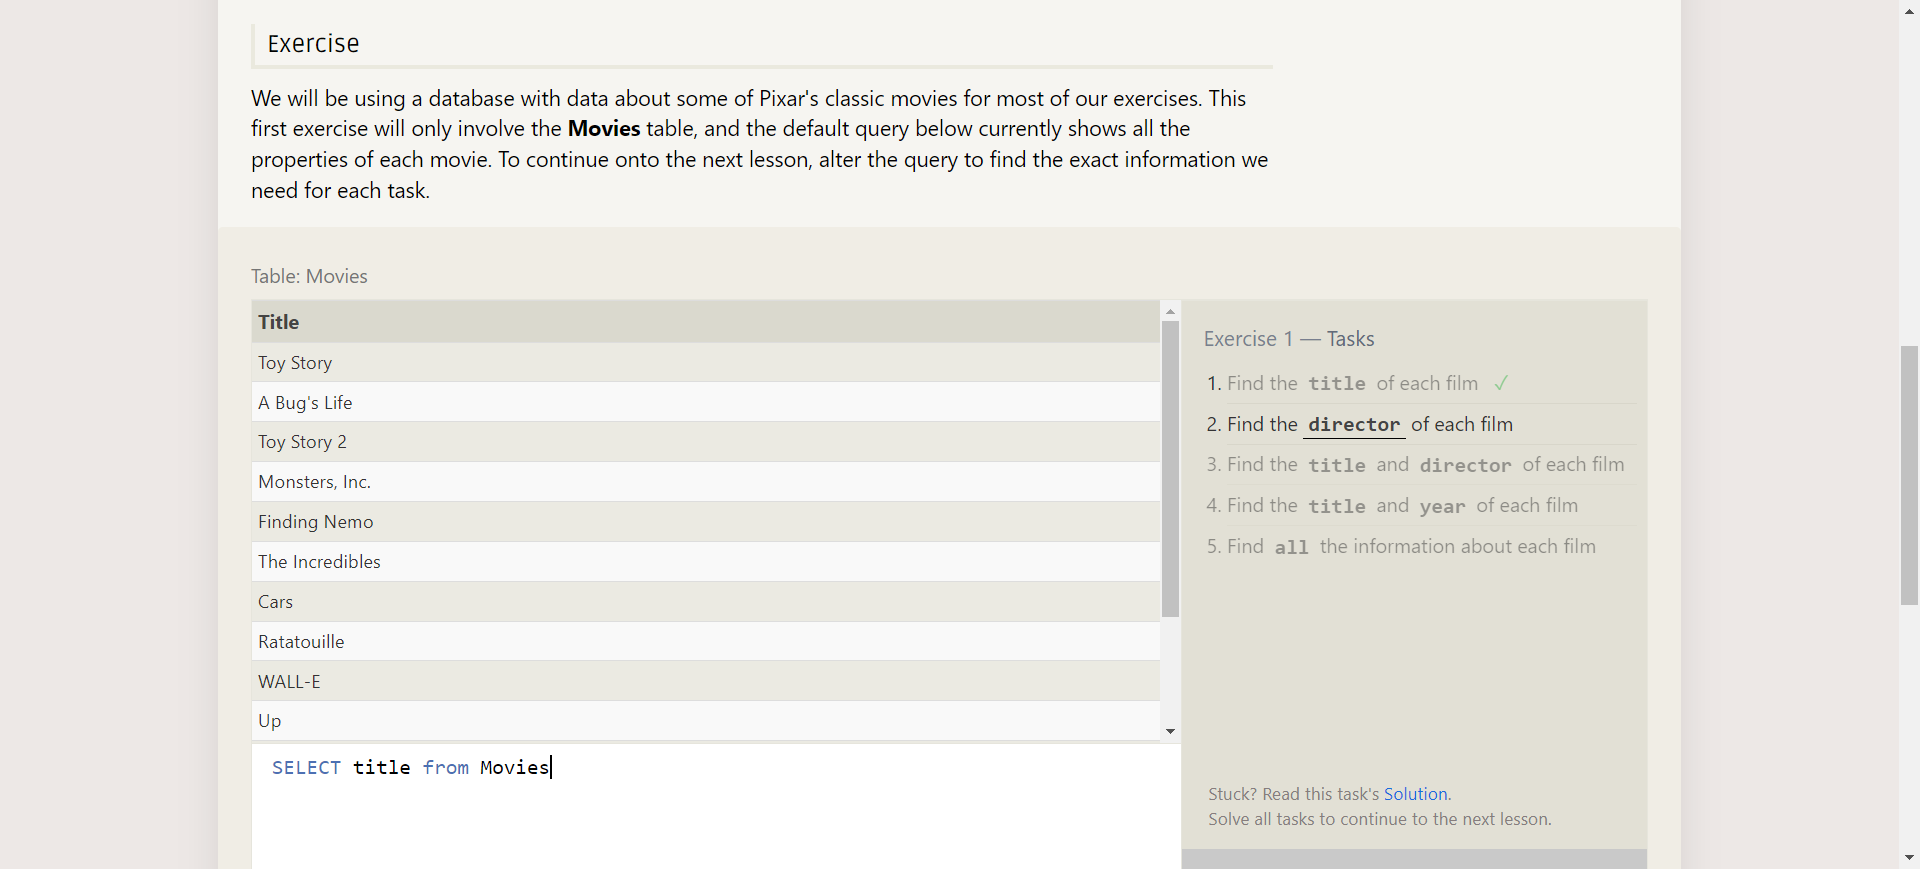 Exercise
We will be using a database with data about some of Pixar's classic movies for most of our exercises. This
first exercise will only involve the Movies table, and the default query below currently shows all the
properties of each movie. To continue onto the next lesson, alter the query to find the exact information we
need for each task.
Table: Movies
Title
Toy Story
A Bug's Life
Toy Story 2
Monsters, Inc.
Finding Nemo
The Incredibles
Cars
Ratatouille
WALL-E
Up
SELECT title from Movies
Exercise 1 — Tasks
1. Find the title of each film ✓
2. Find the director of each film
3. Find the title and director of each film
4. Find the title and year of each film
5. Find all the information about each film
Stuck? Read this task's Solution.
Solve all tasks to continue to the next lesson.